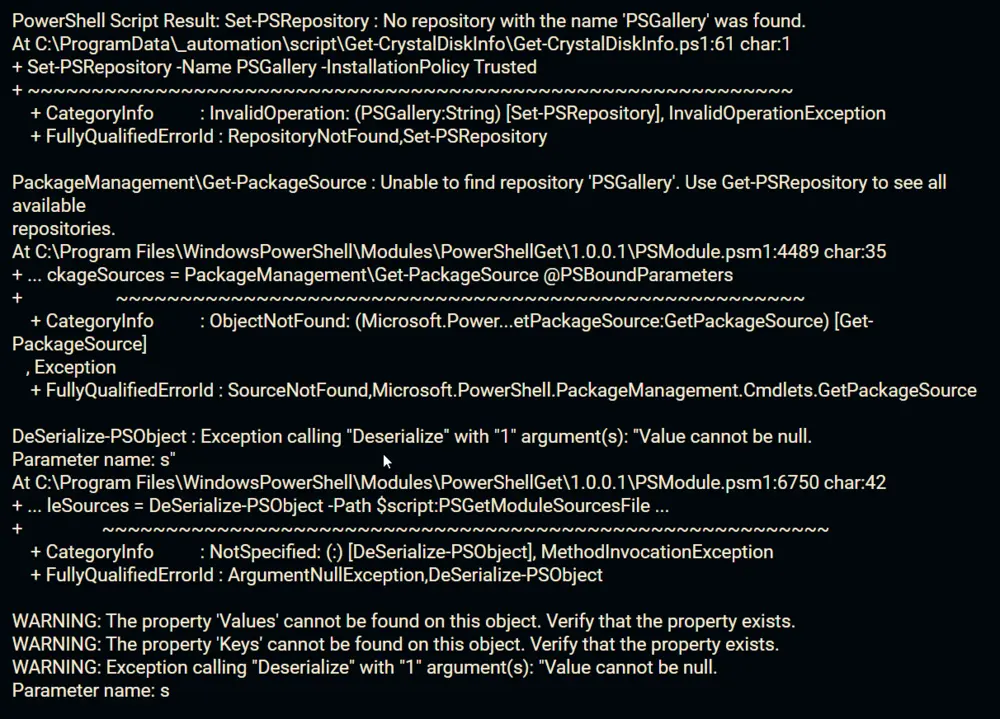 PowerShell Script Result: Set-PSRepository : No repository with the name 'PSGallery' was found.
At C:\ProgramData\_automation\script\Get-CrystalDiskInfo\Get-CrystalDiskInfo.ps1:61 char:1
+ Set-PSRepository -Name PSGallery -InstallationPolicy Trusted
+ ~~~~~~~~~~~~~~~~~~~~~~~~~~~~~~~~~~~~~~~~~~~~~~~~~~~~~~~~~~~~
+ CategoryInfo : InvalidOperation: (PSGallery:String) [Set-PSRepository], InvalidOperationException
+ FullyQualifiedErrorId : RepositoryNotFound,Set-PSRepository
PackageManagement\Get-PackageSource : Unable to find repository 'PSGallery'. Use Get-PSRepository to see all
available
repositories.
At C:\Program Files\WindowsPowerShell\Modules\PowerShellGet\1.0.0.1\PSModule.psm1:4489 char:35
+ ... ckageSources = PackageManagement\Get-PackageSource @PSBoundParameters
+ ~~~~~~~~~~~~~~~~~~~~~~~~~~~~~~~~~~~~~~~~~~~~~~~~~~~~~~
+ CategoryInfo : ObjectNotFound: (Microsoft.Power...etPackageSource:GetPackageSource) [Get-
PackageSource]
, Exception
+ FullyQualifiedErrorId : SourceNotFound,Microsoft.PowerShell.PackageManagement.Cmdlets.GetPackageSource
DeSerialize-PSObject : Exception calling "Deserialize" with "1" argument(s): "Value cannot be null.
Parameter name: s"
At C:\Program Files\WindowsPowerShell\Modules\PowerShellGet\1.0.0.1\PSModule.psm1:6750 char:42
+ ... leSources = DeSerialize-PSObject -Path $script:PSGetModuleSourcesFile ...
+ ~~~~~~~~~~~~~~~~~~~~~~~~~~~~~~~~~~~~~~~~~~~~~~~~~~~~~~~~~
+ CategoryInfo : NotSpecified: (:) [DeSerialize-PSObject], MethodInvocationException
+ FullyQualifiedErrorId : ArgumentNullException,DeSerialize-PSObject
WARNING: The property 'Values' cannot be found on this object. Verify that the property exists.
WARNING: The property 'Keys' cannot be found on this object. Verify that the property exists.
WARNING: Exception calling "Deserialize" with "1" argument(s): "Value cannot be null.
Parameter name: s